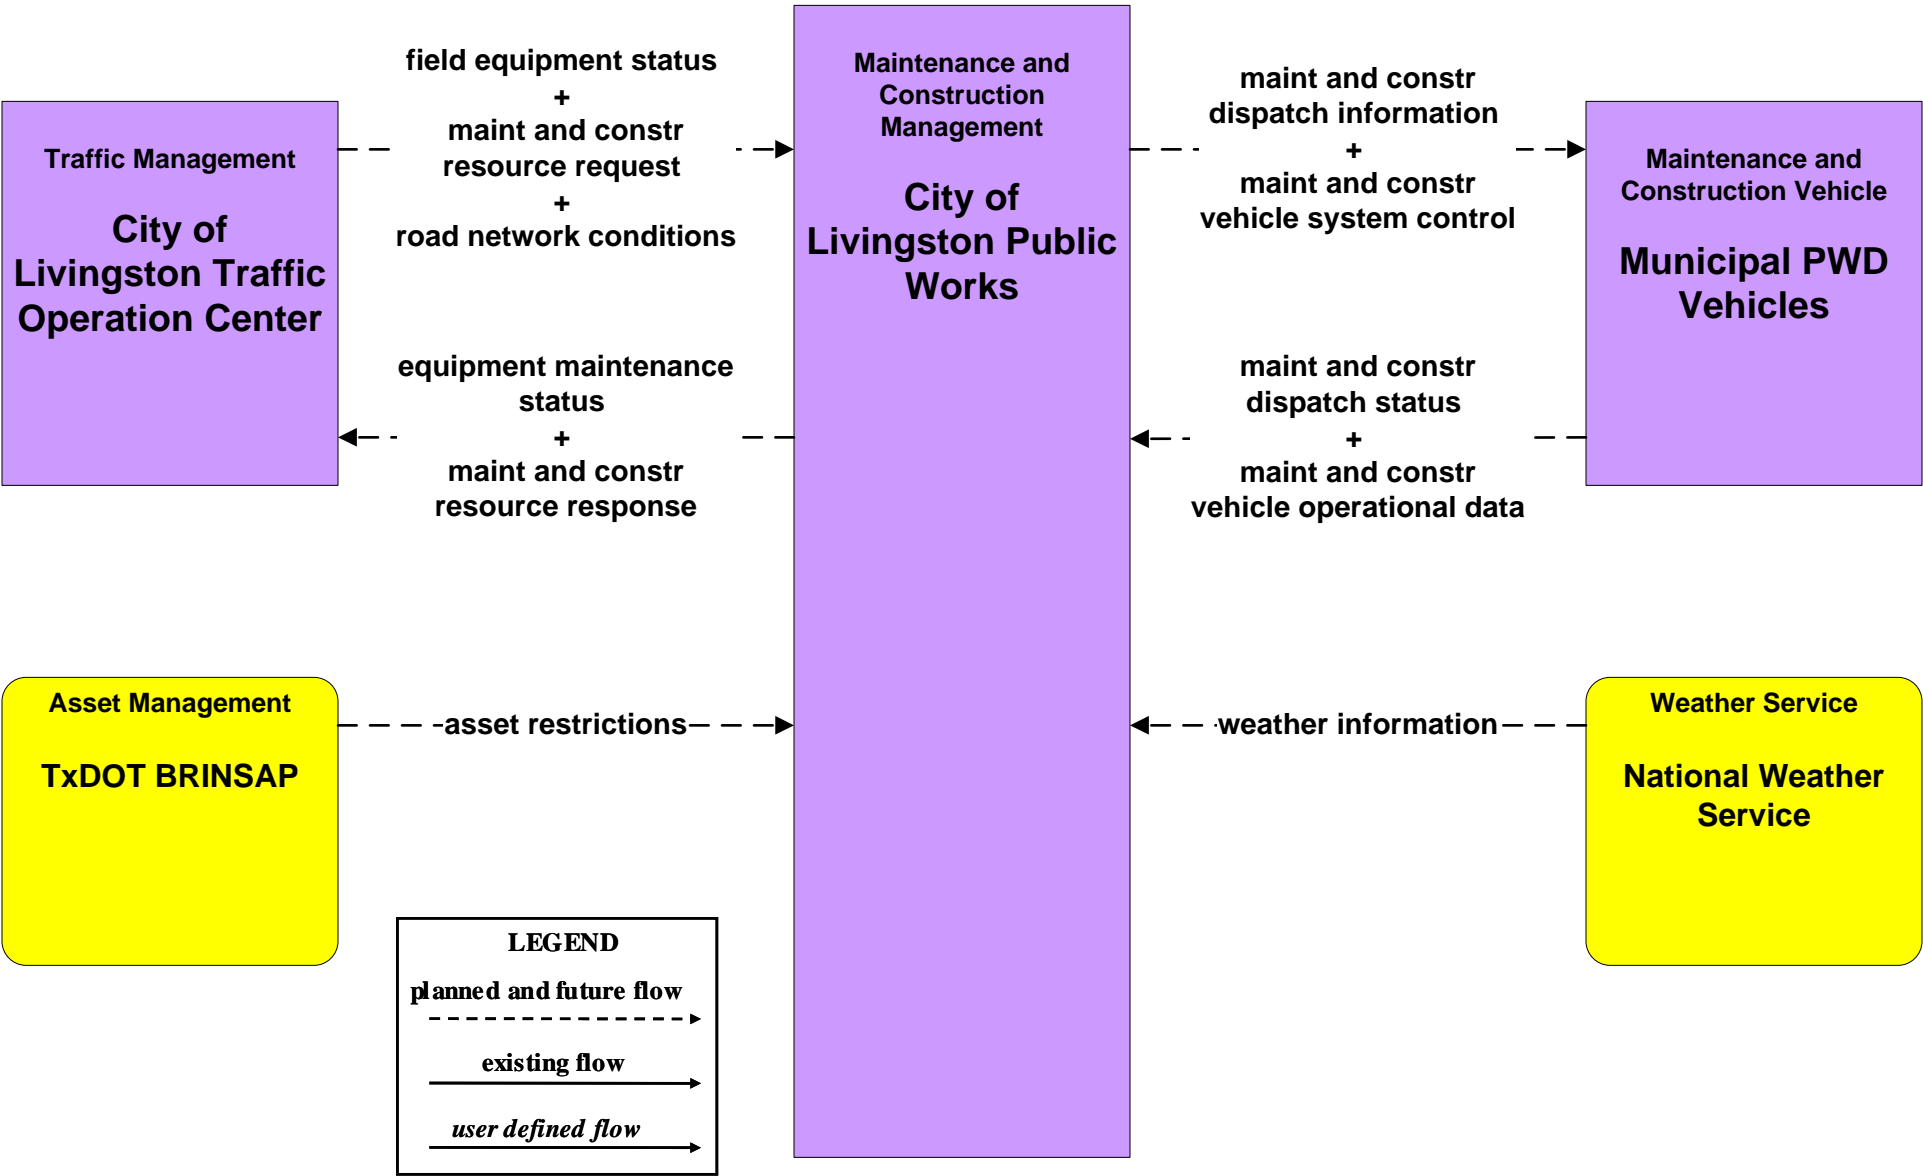 Traffic Management
City of
Livingston Traffic
Operation Center
field equipment status
+
maint and constr
resource request
+
road network conditions
equipment maintenance
status
+
maint and constr
resource response
Maintenance and
Construction
Management
City of
Livingston Public
Works
maint and constr
dispatch information
+
maint and constr
vehicle system control
maint and constr
dispatch status
+
maint and constr
vehicle operational data
Maintenance and
Construction Vehicle
Municipal PWD
Vehicles
Asset Management
TxDOT BRINSAP
asset restrictions
weather information
Weather Service
National Weather
Service
LEGEND
planned and future flow
existing flow
user defined flow